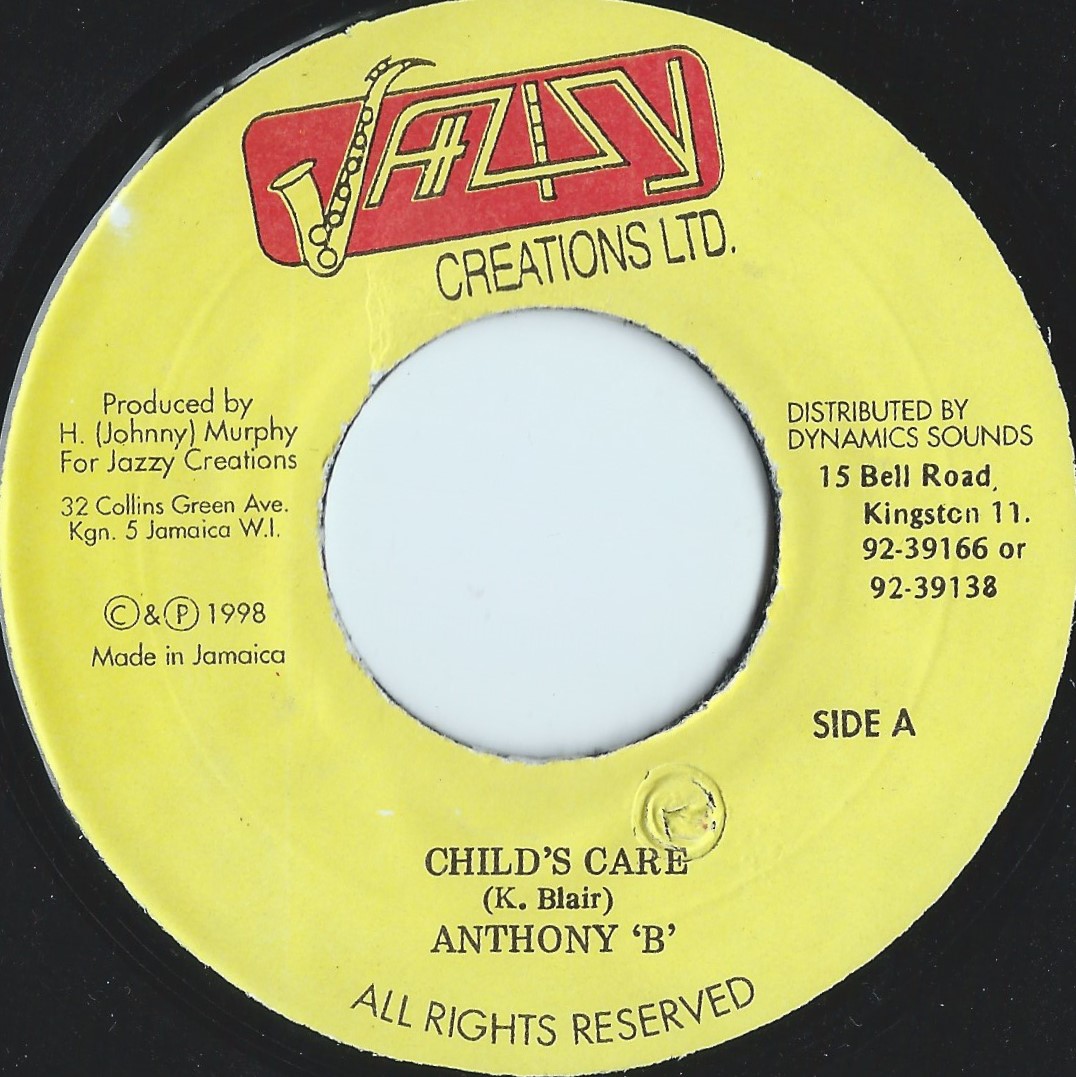 JAZZY
CREATIONS LTD.
Produced by
H. (Johnny) Murphy
For Jazzy Creations
32 Collins Green Ave.
Kgn. 5 Jamaica W.I.
Ⓒ & Ⓟ 1998
Made in Jamaica
DISTRIBUTED BY
DYNAMICS SOUNDS
15 Bell Road,
Kingston 11.
92-39166 or
92-39138
SIDE A
CHILD'S CARE
(K. Blair)
ANTHONY 'B'
ALL RIGHTS RESERVED